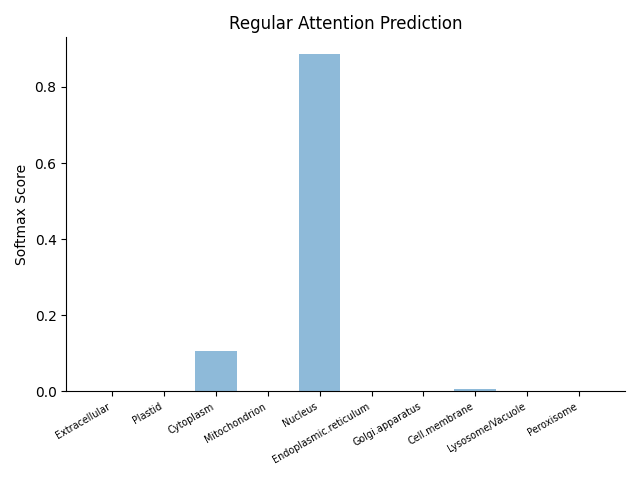 Regular Attention Prediction
Softmax Score
0.8
0.6
0.4
0.2
0.0
Extracellular
Plastid
Cytoplasm
Mitochondrion
Nucleus
Endoplasmic.reticulum
Golgi.apparatus
Cell.membrane
Lysosome/Vacuole
Peroxisome